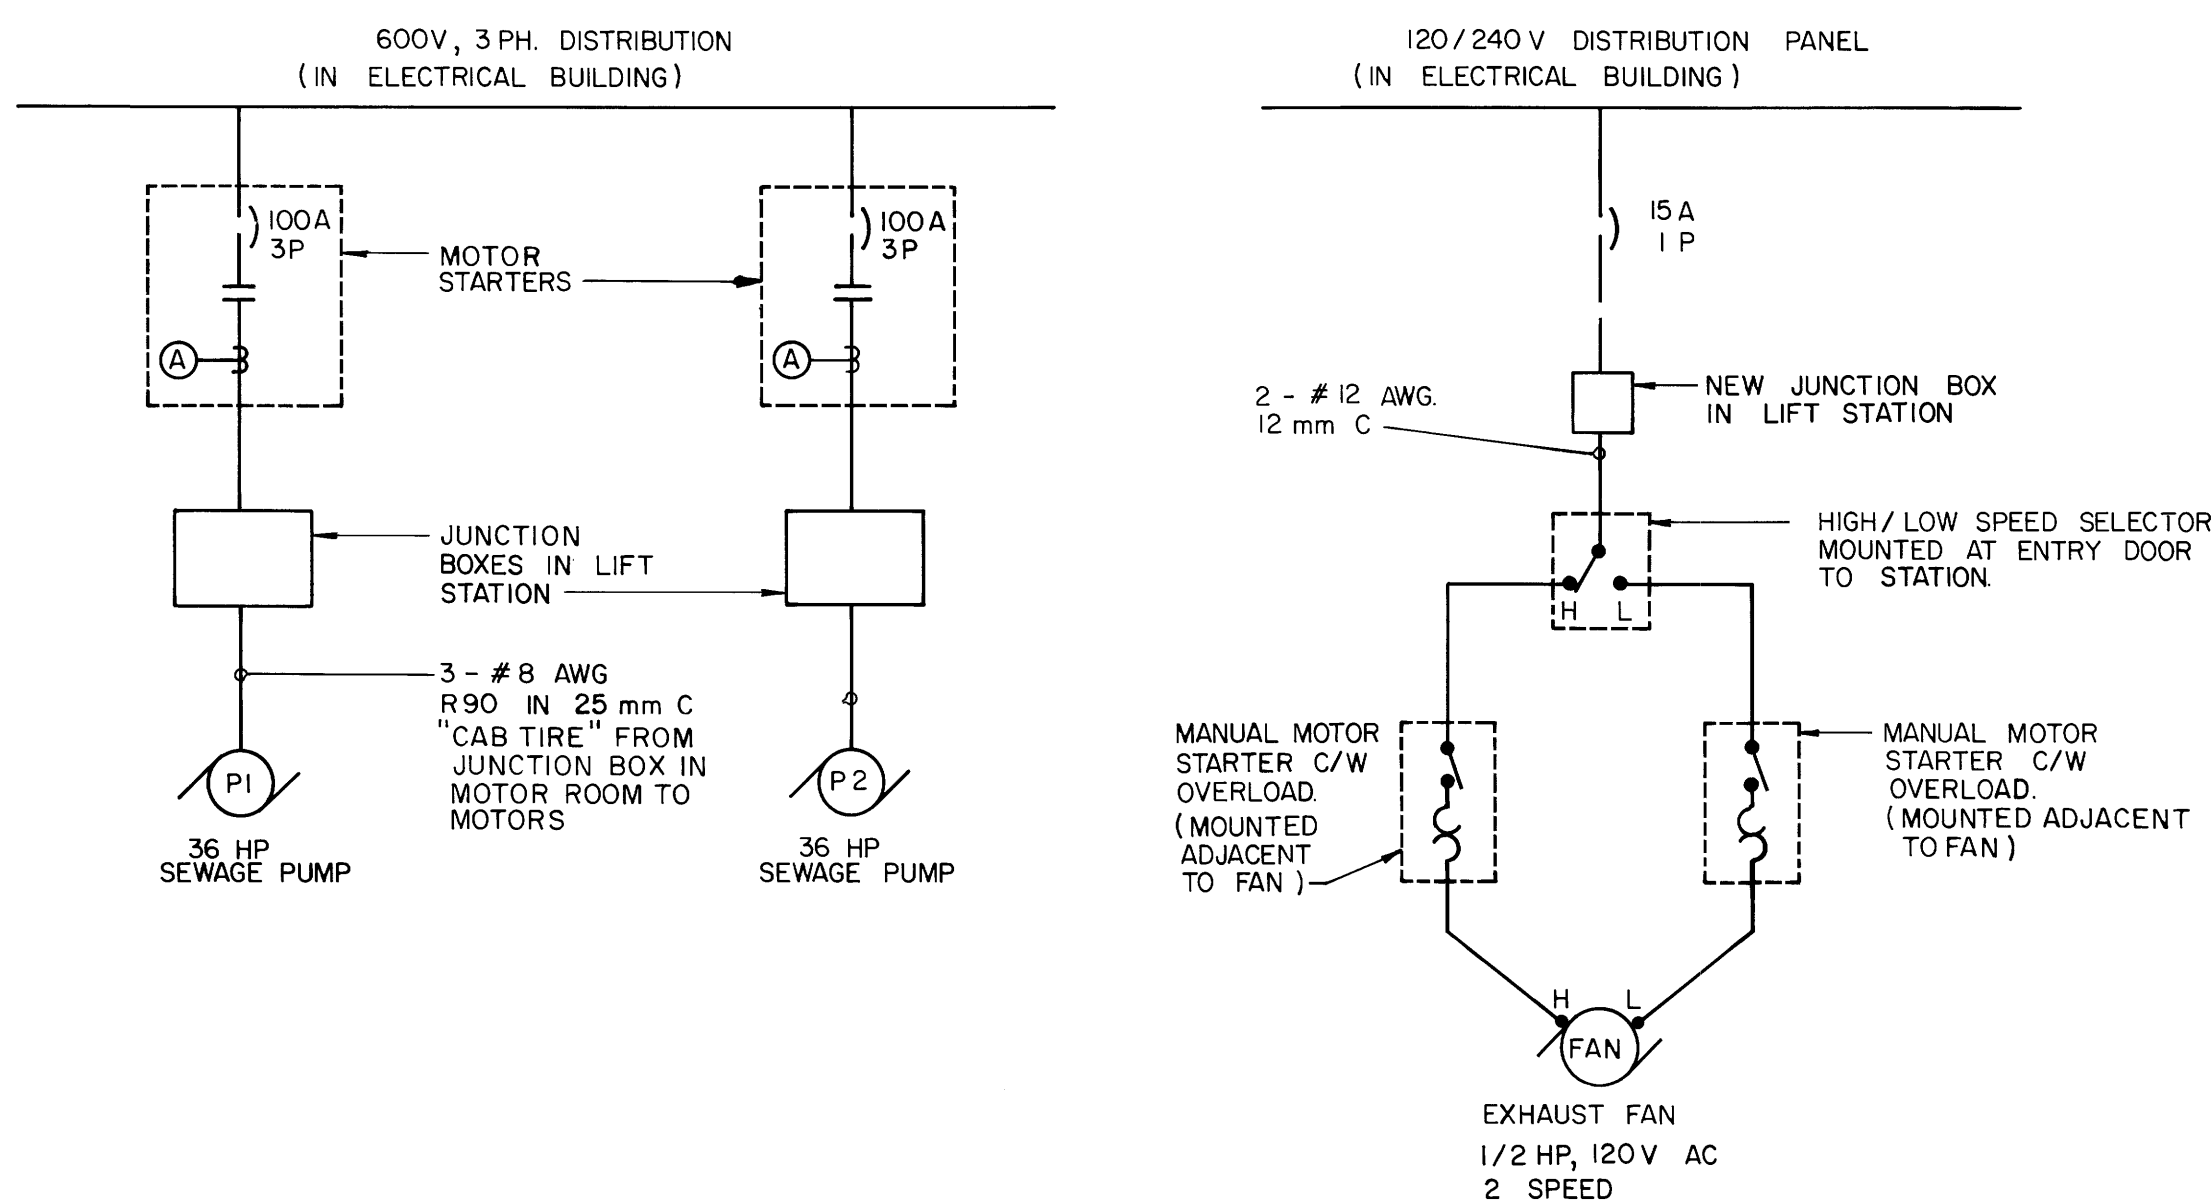 600V, 3 PH. DISTRIBUTION
(IN ELECTRICAL BUILDING)
100A
3P
MOTOR
STARTERS
100A
3P
A
A
JUNCTION
BOXES IN LIFT
STATION
3 - #8 AWG
R90 IN 25 mm C
"CAB TIRE" FROM
JUNCTION BOX IN
MOTOR ROOM TO
MOTORS
P1
36 HP
SEWAGE PUMP
P2
36 HP
SEWAGE PUMP
120/240 V DISTRIBUTION PANEL
(IN ELECTRICAL BUILDING)
15 A
1 P
NEW JUNCTION BOX
IN LIFT STATION
2 - #12 AWG.
12 mm C
HIGH/LOW SPEED SELECTOR
MOUNTED AT ENTRY DOOR
TO STATION.
H L
MANUAL MOTOR
STARTER C/W
OVERLOAD.
(MOUNTED
ADJACENT
TO FAN)
MANUAL MOTOR
STARTER C/W
OVERLOAD.
(MOUNTED ADJACENT
TO FAN)
H L
FAN
EXHAUST FAN
1/2 HP, 120V AC
2 SPEED